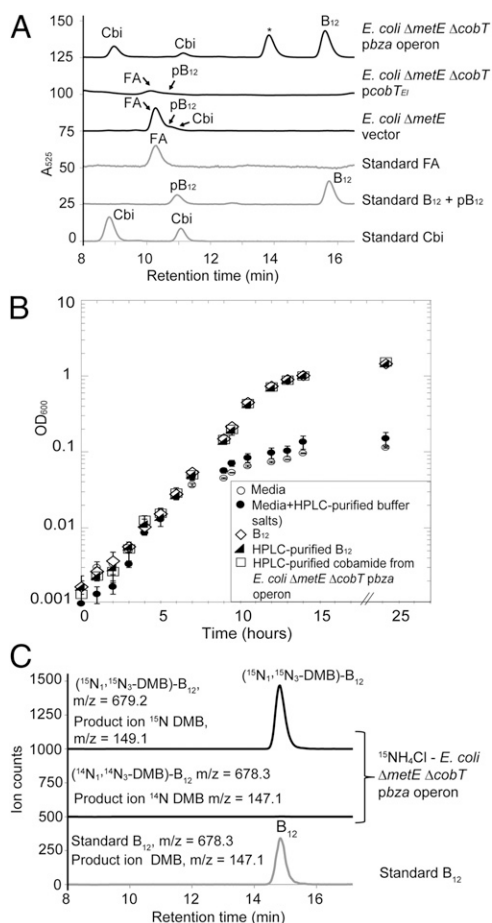 A
150
125
100
75
50
25
0
A₅₂₅
8 10 12 14 16
Retention time (min)
Cbi Cbi * B₁₂
E. coli ΔmetE ΔcobT
pbza operon
FA pB₁₂
E. coli ΔmetE ΔcobT
pcobT_EI
FA pB₁₂
Cbi
E. coli ΔmetE
vector
FA
Standard FA
pB₁₂ B₁₂
Standard B₁₂ + pB₁₂
Cbi Cbi
Standard Cbi
B
10
1
0.1
0.01
0.001
OD₆₀₀
0 5 10 15 25
Time (hours)
Media
Media+HPLC-purified buffer
salts)
B₁₂
HPLC-purified B₁₂
HPLC-purified cobamide from
E. coli ΔmetE ΔcobT pbza
operon
C
1500
1250
1000
750
500
250
0
Ion counts
8 10 12 14 16
Retention time (min)
(¹⁵N₁,¹⁵N₃-DMB)-B₁₂,
m/z = 679.2
Product ion ¹⁵N DMB,
m/z = 149.1
(¹⁵N₁,¹⁵N₃-DMB)-B₁₂
(¹⁴N₁,¹⁴N₃-DMB)-B₁₂ m/z = 678.3
Product ion ¹⁴N DMB m/z = 147.1
¹⁵NH₄Cl - E. coli
ΔmetE ΔcobT
pbza operon
Standard B₁₂, m/z = 678.3
Product ion DMB, m/z = 147.1
B₁₂
Standard B₁₂